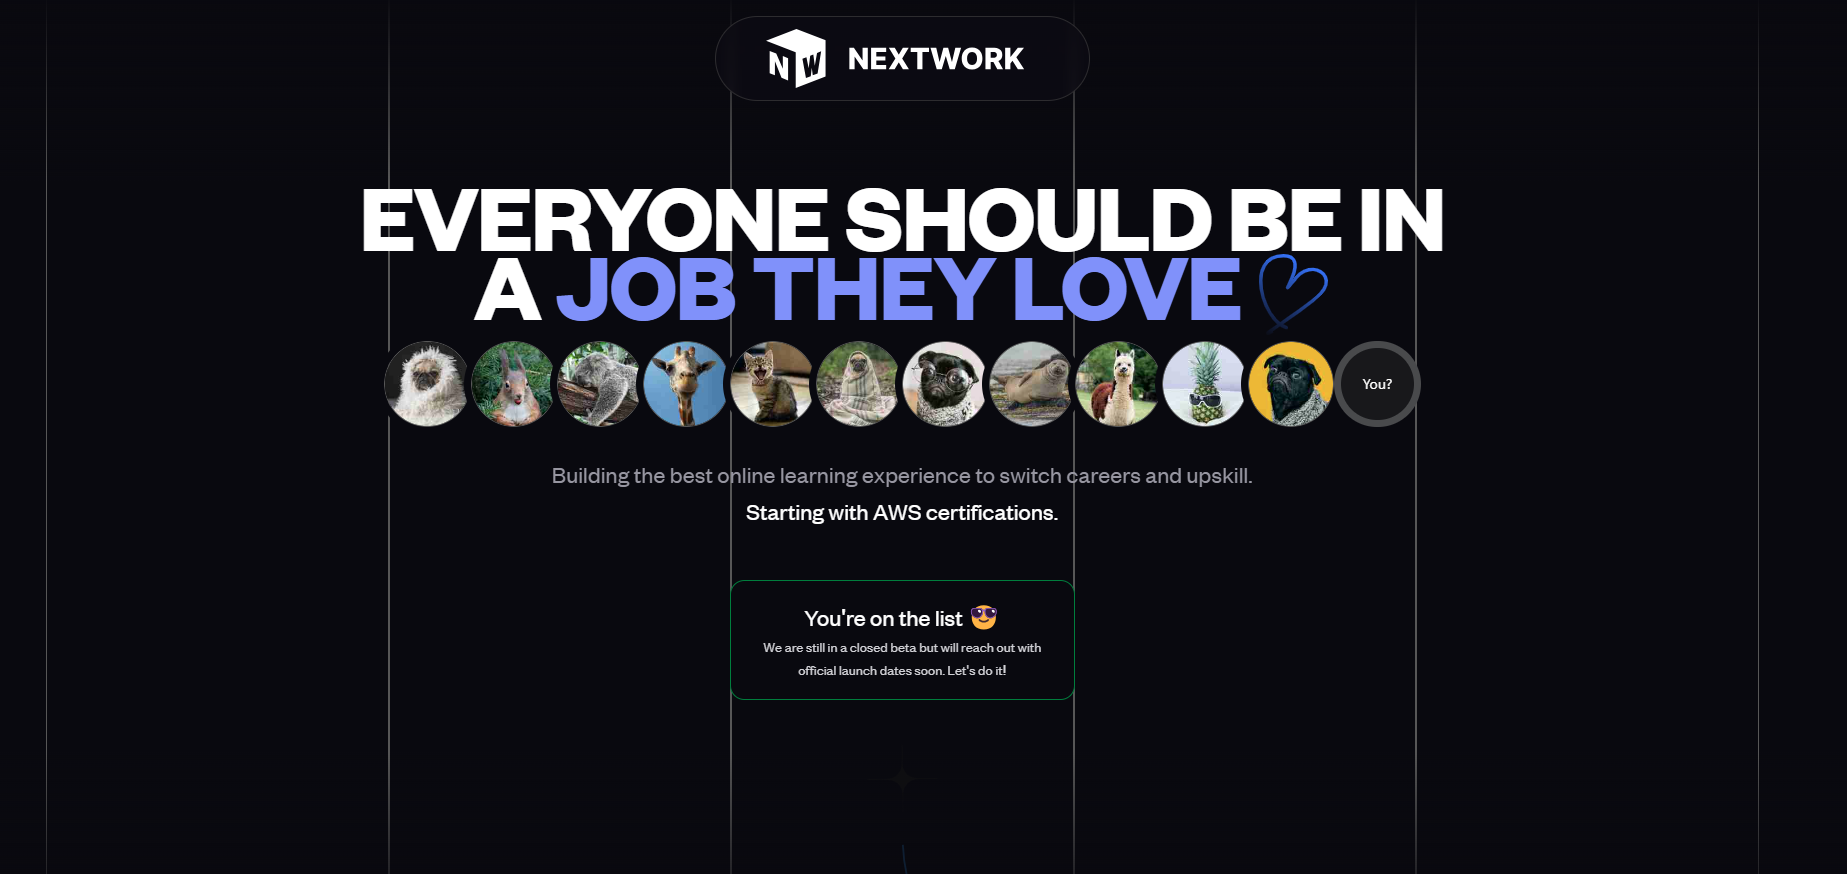 NW NEXTWORK
EVERYONE SHOULD BE IN
A JOB THEY LOVE
You?
Building the best online learning experience to switch careers and upskill.
Starting with AWS certifications.
You're on the list 😎
We are still in a closed beta but will reach out with
official launch dates soon. Let's do it!